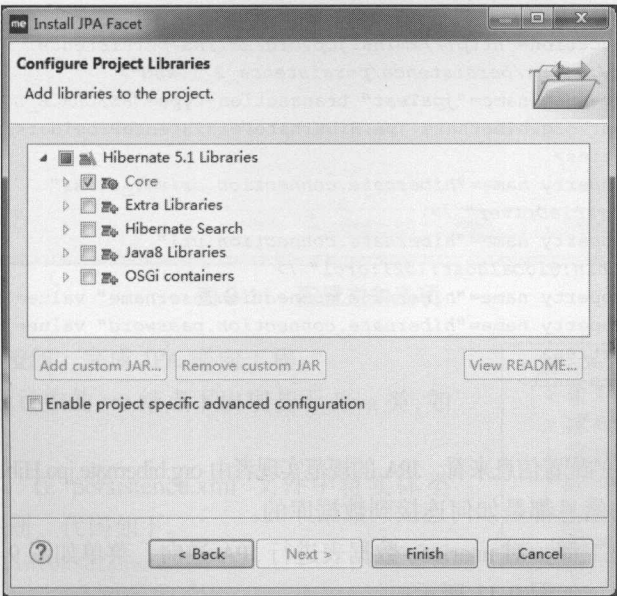 me Install JPA Facet
Configure Project Libraries
Add libraries to the project.
Hibernate 5.1 Libraries
Core
Extra Libraries
Hibernate Search
Java8 Libraries
OSGi containers
Add custom JAR...
Remove custom JAR
View README...
Enable project specific advanced configuration
?
< Back
Next >
Finish
Cancel